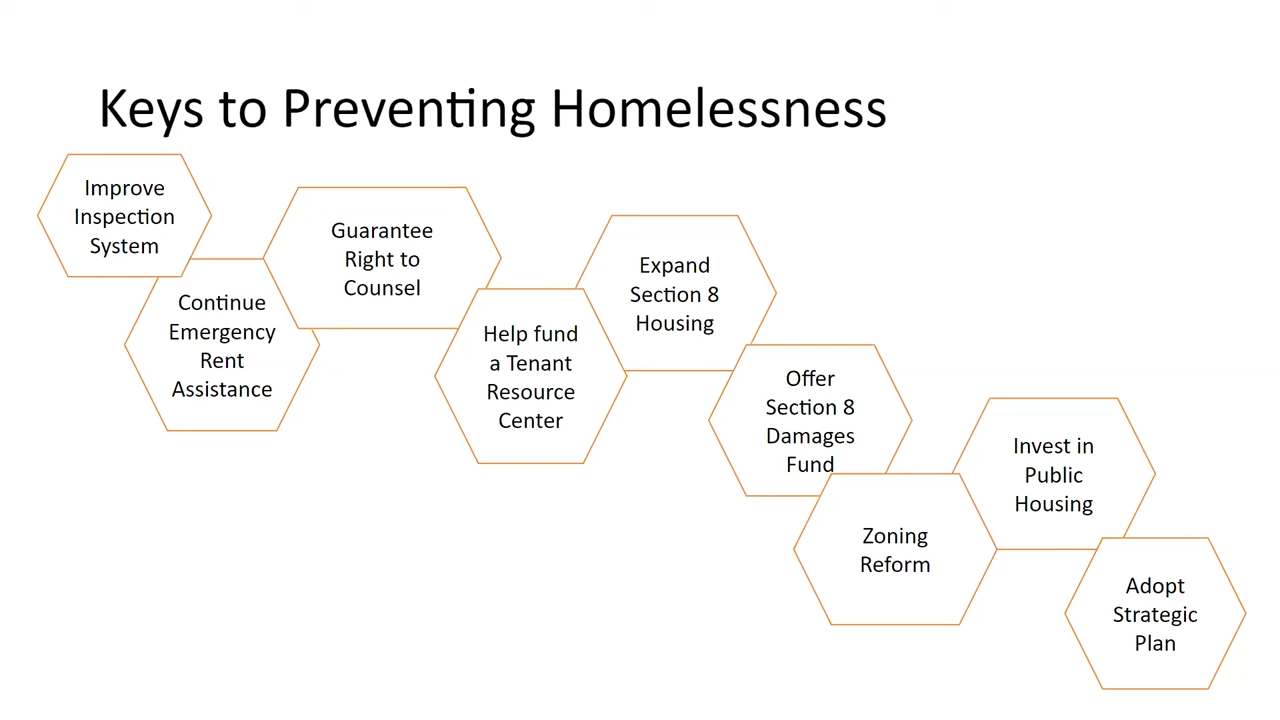 Keys to Preventing Homelessness
Improve
Inspection
System
Continue
Emergency
Rent
Assistance
Guarantee
Right to
Counsel
Help fund
a Tenant
Resource
Center
Expand
Section 8
Housing
Offer
Section 8
Damages
Fund
Zoning
Reform
Invest in
Public
Housing
Adopt
Strategic
Plan